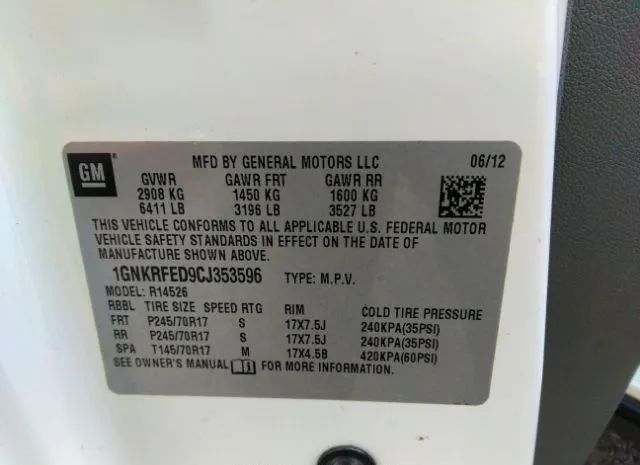 GM
MFD BY GENERAL MOTORS LLC 06/12
GVWR GAWR FRT GAWR RR
2908 KG 1450 KG 1600 KG
6411 LB 3196 LB 3527 LB
THIS VEHICLE CONFORMS TO ALL APPLICABLE U.S. FEDERAL MOTOR
VEHICLE SAFETY STANDARDS IN EFFECT ON THE DATE OF
MANUFACTURE SHOWN ABOVE.
1GNKRFED9CJ353596 TYPE: M.P.V.
MODEL: R14526
RBBL TIRE SIZE SPEED RTG RIM COLD TIRE PRESSURE
FRT P245/70R17 S 17X7.5J 240KPA(35PSI)
RR P245/70R17 S 17X7.5J 240KPA(35PSI)
SPA T145/70R17 M 17X4.5B 420KPA(60PSI)
SEE OWNER'S MANUAL FOR MORE INFORMATION.